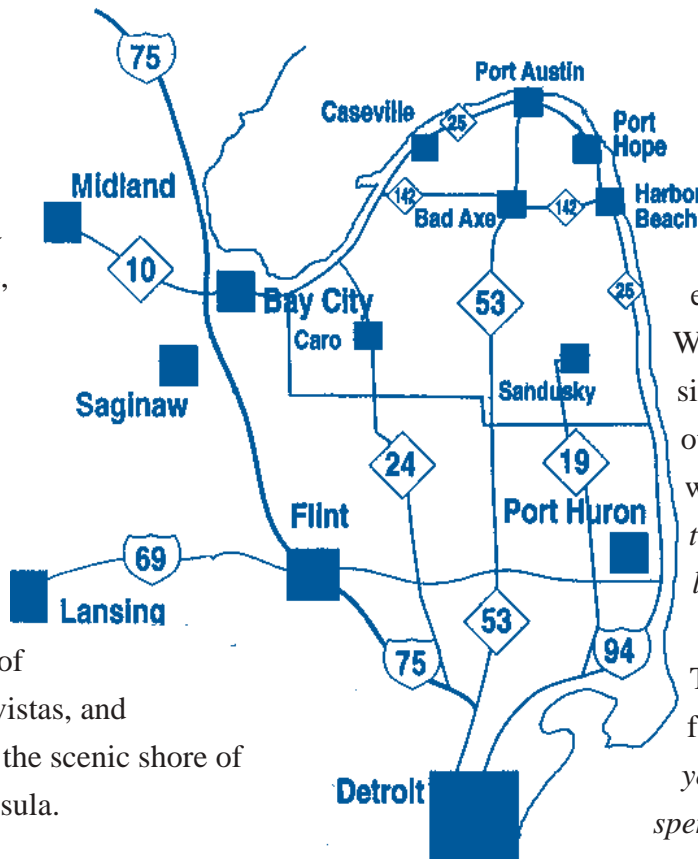 75
Port Austin
Caseville
25
Port
Hope
Midland
142
Bad Axe
142
Harbor
Beach
10
Bay City
53
25
Caro
Sandusky
Saginaw
24
19
Flint
Port Huron
69
Lansing
53
75
94
Detroit
of
vistas, and
the scenic shore of